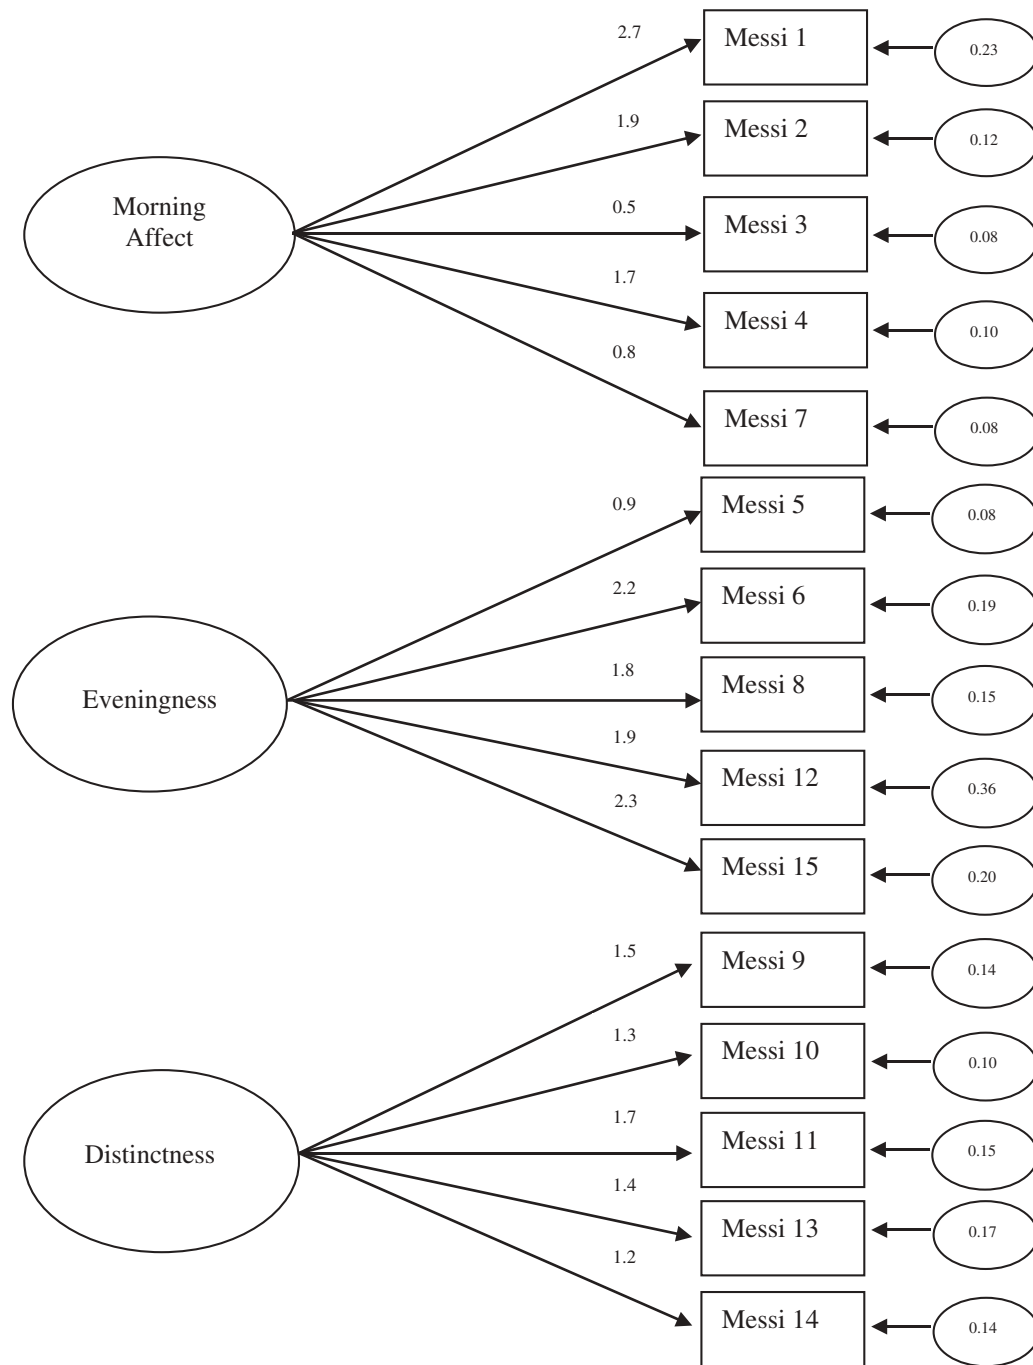 2.7
Messi 1
0.23
1.9
Messi 2
0.12
Morning
Affect
0.5
Messi 3
0.08
1.7
Messi 4
0.10
0.8
Messi 7
0.08
0.9
Messi 5
0.08
2.2
Messi 6
0.19
Eveningness
1.8
Messi 8
0.15
1.9
Messi 12
0.36
2.3
Messi 15
0.20
1.5
Messi 9
0.14
1.3
Messi 10
0.10
Distinctness
1.7
Messi 11
0.15
1.4
Messi 13
0.17
1.2
Messi 14
0.14